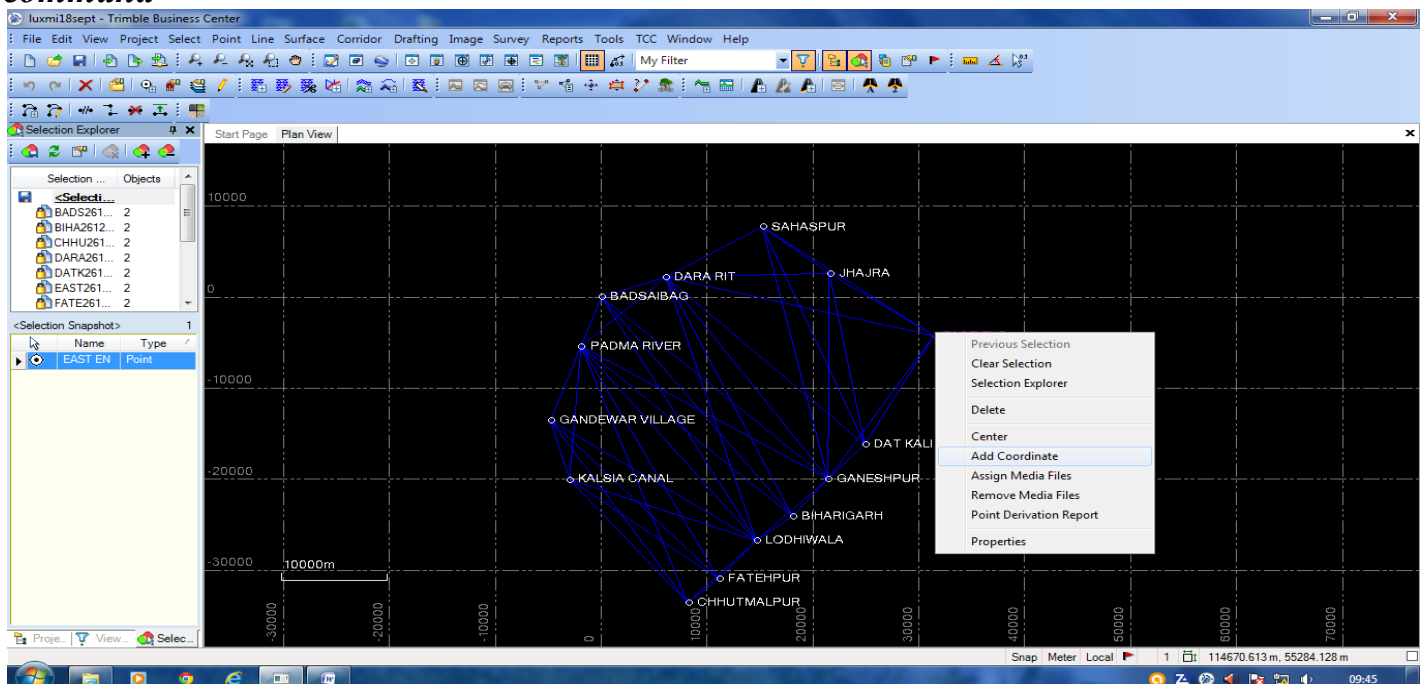 command
luxmi18sept - Trimble Business Center
File Edit View Project Select Point Line Surface Corridor Drafting Image Survey Reports Tools TCC Window Help
My Filter
Selection Explorer
Start Page Plan View
Selection ... Objects
<Selecti...
BADS261... 2
BIHA2612... 2
CHHU261... 2
DARA261... 2
DATK261... 2
EAST261... 2
FATE261... 2
<Selection Snapshot> 1
Name Type
EAST EN Point
10000
SAHASPUR
DARA RIT
JHAJRA
0
BADSAIBAG
PADMA RIVER
-10000
GANDEWAR VILLAGE
DAT KALI
-20000
KALSIA CANAL
GANESHPUR
BIHARIGARH
LODHIWALA
-30000
10000m
FATEHPUR
CHHUTMALPUR
-30000
-20000
-10000
0
10000
20000
30000
40000
50000
60000
70000
Previous Selection
Clear Selection
Selection Explorer
Delete
Center
Add Coordinate
Assign Media Files
Remove Media Files
Point Derivation Report
Properties
Proje... View... Selec...
Snap Meter Local 1 114670.613 m, 55284.128 m
09:45